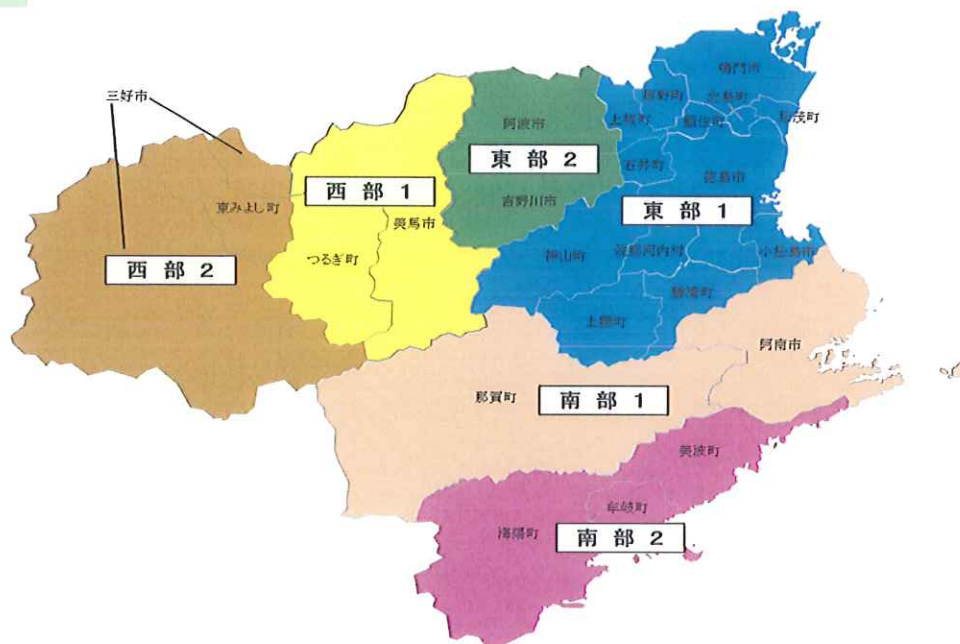 三好市
鳴門市
板野町
北島町
松茂町
上板町
藍住町
阿波市
東部2
石井町
徳島市
西部1
東みよし町
美馬市
吉野川市
東部1
つるぎ町
西部2
神山町
佐那河内村
小松島市
勝浦町
上勝町
阿南市
那賀町
南部1
美波町
牟岐町
海陽町
南部2